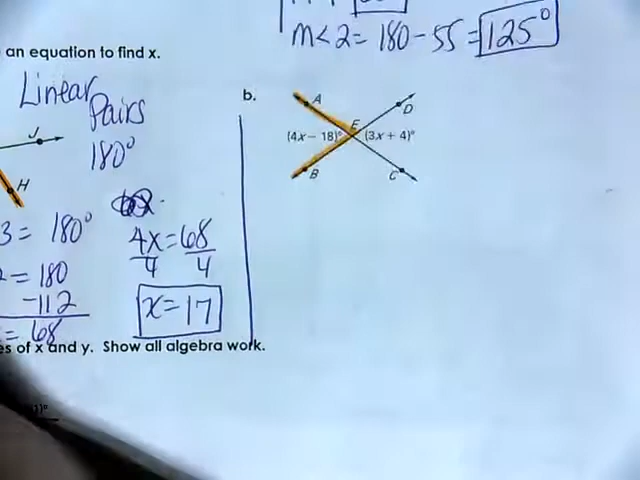 m<2 = 180 - 55 = 125°
an equation to find x.
Linear
Pairs
180°
J
H
3 = 180°
= 180
-112
= 68
4x = 68
4 4
x = 17
b.
A
D
E
(4x − 18)° (3x + 4)°
B
C
es of x and y. Show all algebra work.